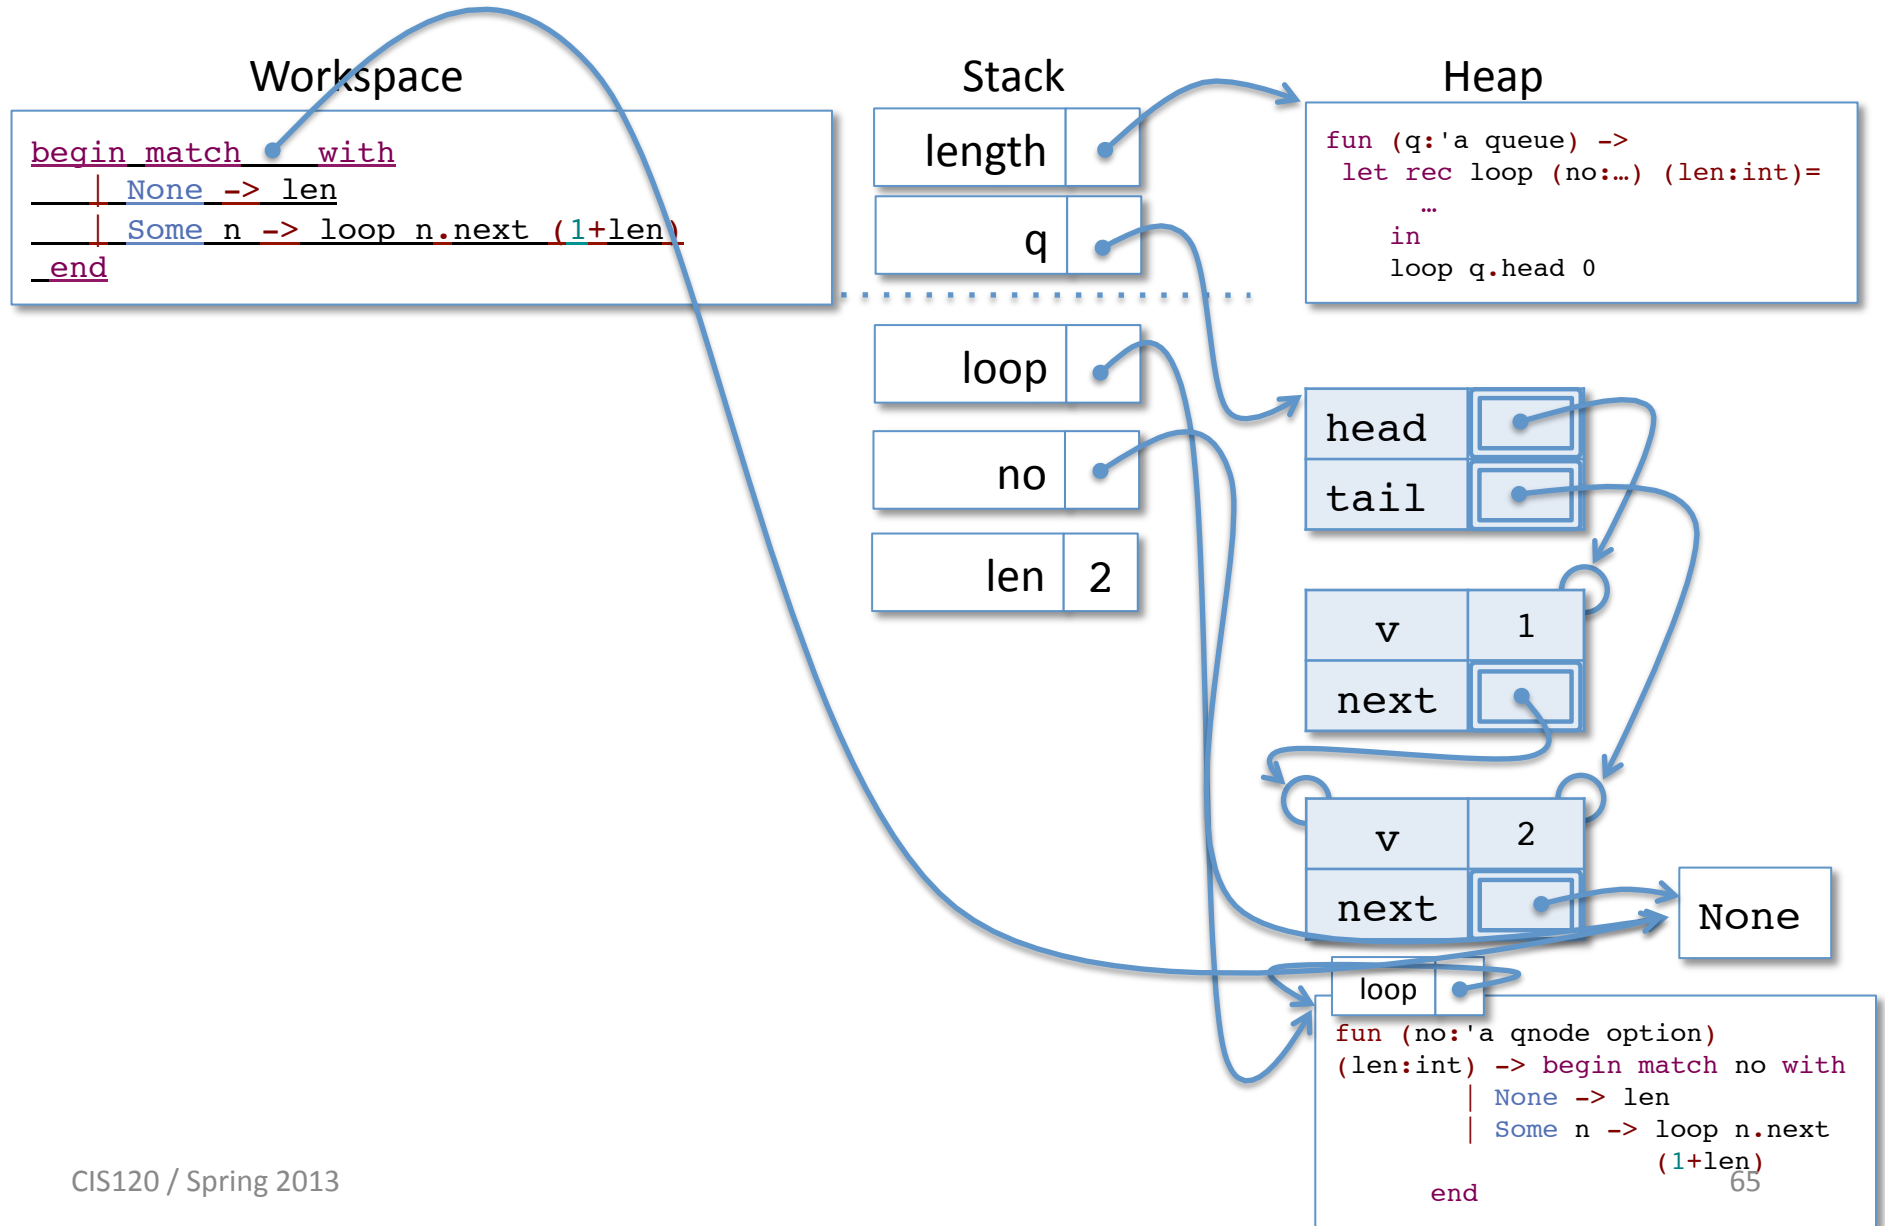 Workspace
Stack
Heap
begin match with
| None -> len
| Some n -> loop n.next (1+len)
end
length
q
loop
no
len 2
fun (q:'a queue) ->
let rec loop (no:…) (len:int)=
…
in
loop q.head 0
head
tail
v 1
next
v 2
next
None
loop
fun (no:'a qnode option)
(len:int) -> begin match no with
| None -> len
| Some n -> loop n.next
(1+len)
end
CIS120 / Spring 2013
65